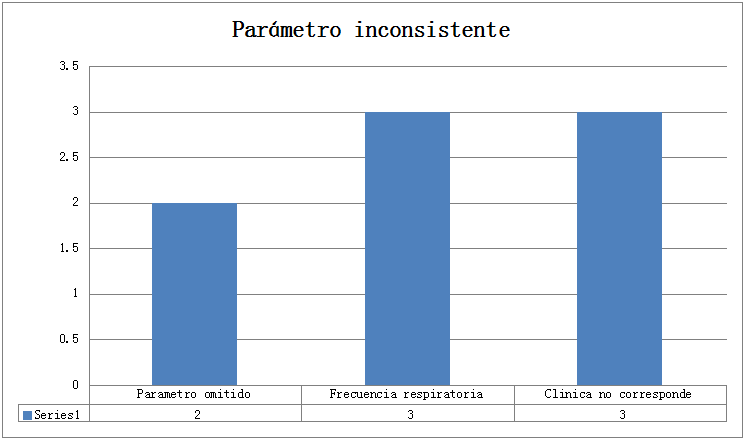 Parámetro inconsistente
3.5
3
2.5
2
1.5
1
0.5
0
Parametro omitido Frecuencia respiratoria Clinica no corresponde
Series1 2 3 3